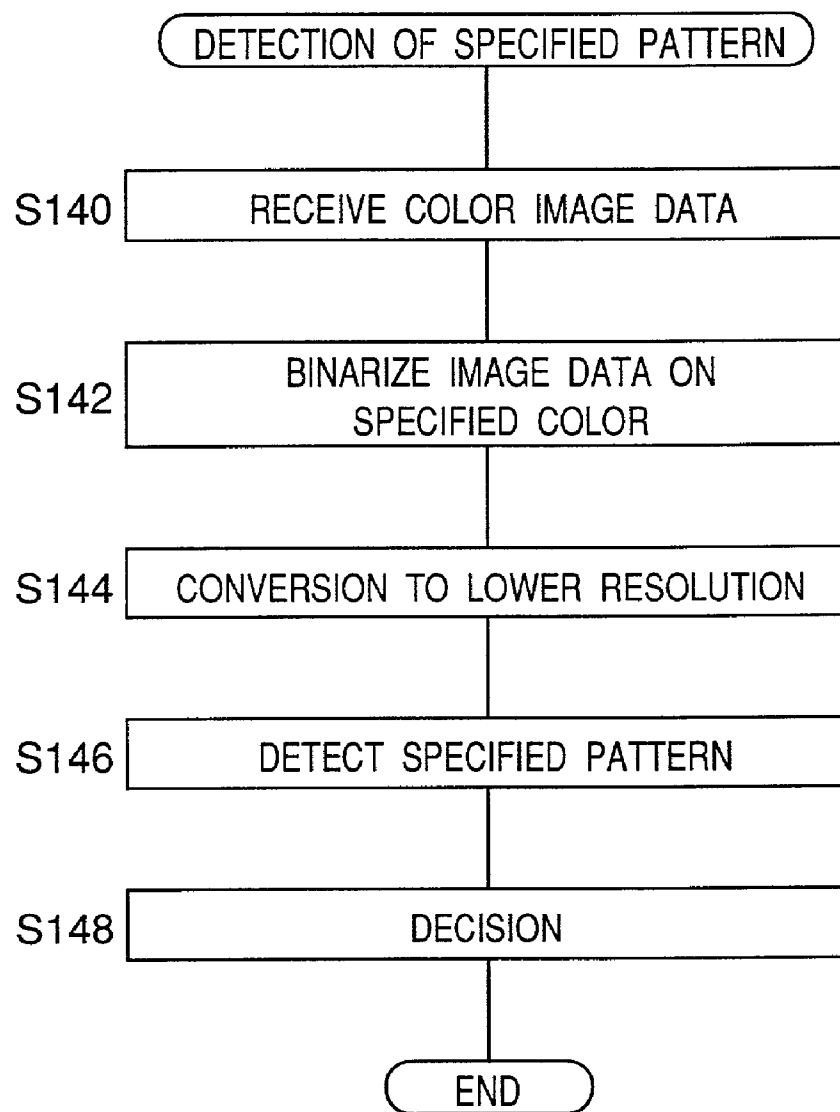 DETECTION OF SPECIFIED PATTERN
S140 RECEIVE COLOR IMAGE DATA
S142 BINARIZE IMAGE DATA ON
SPECIFIED COLOR
S144 CONVERSION TO LOWER RESOLUTION
S146 DETECT SPECIFIED PATTERN
S148 DECISION
END